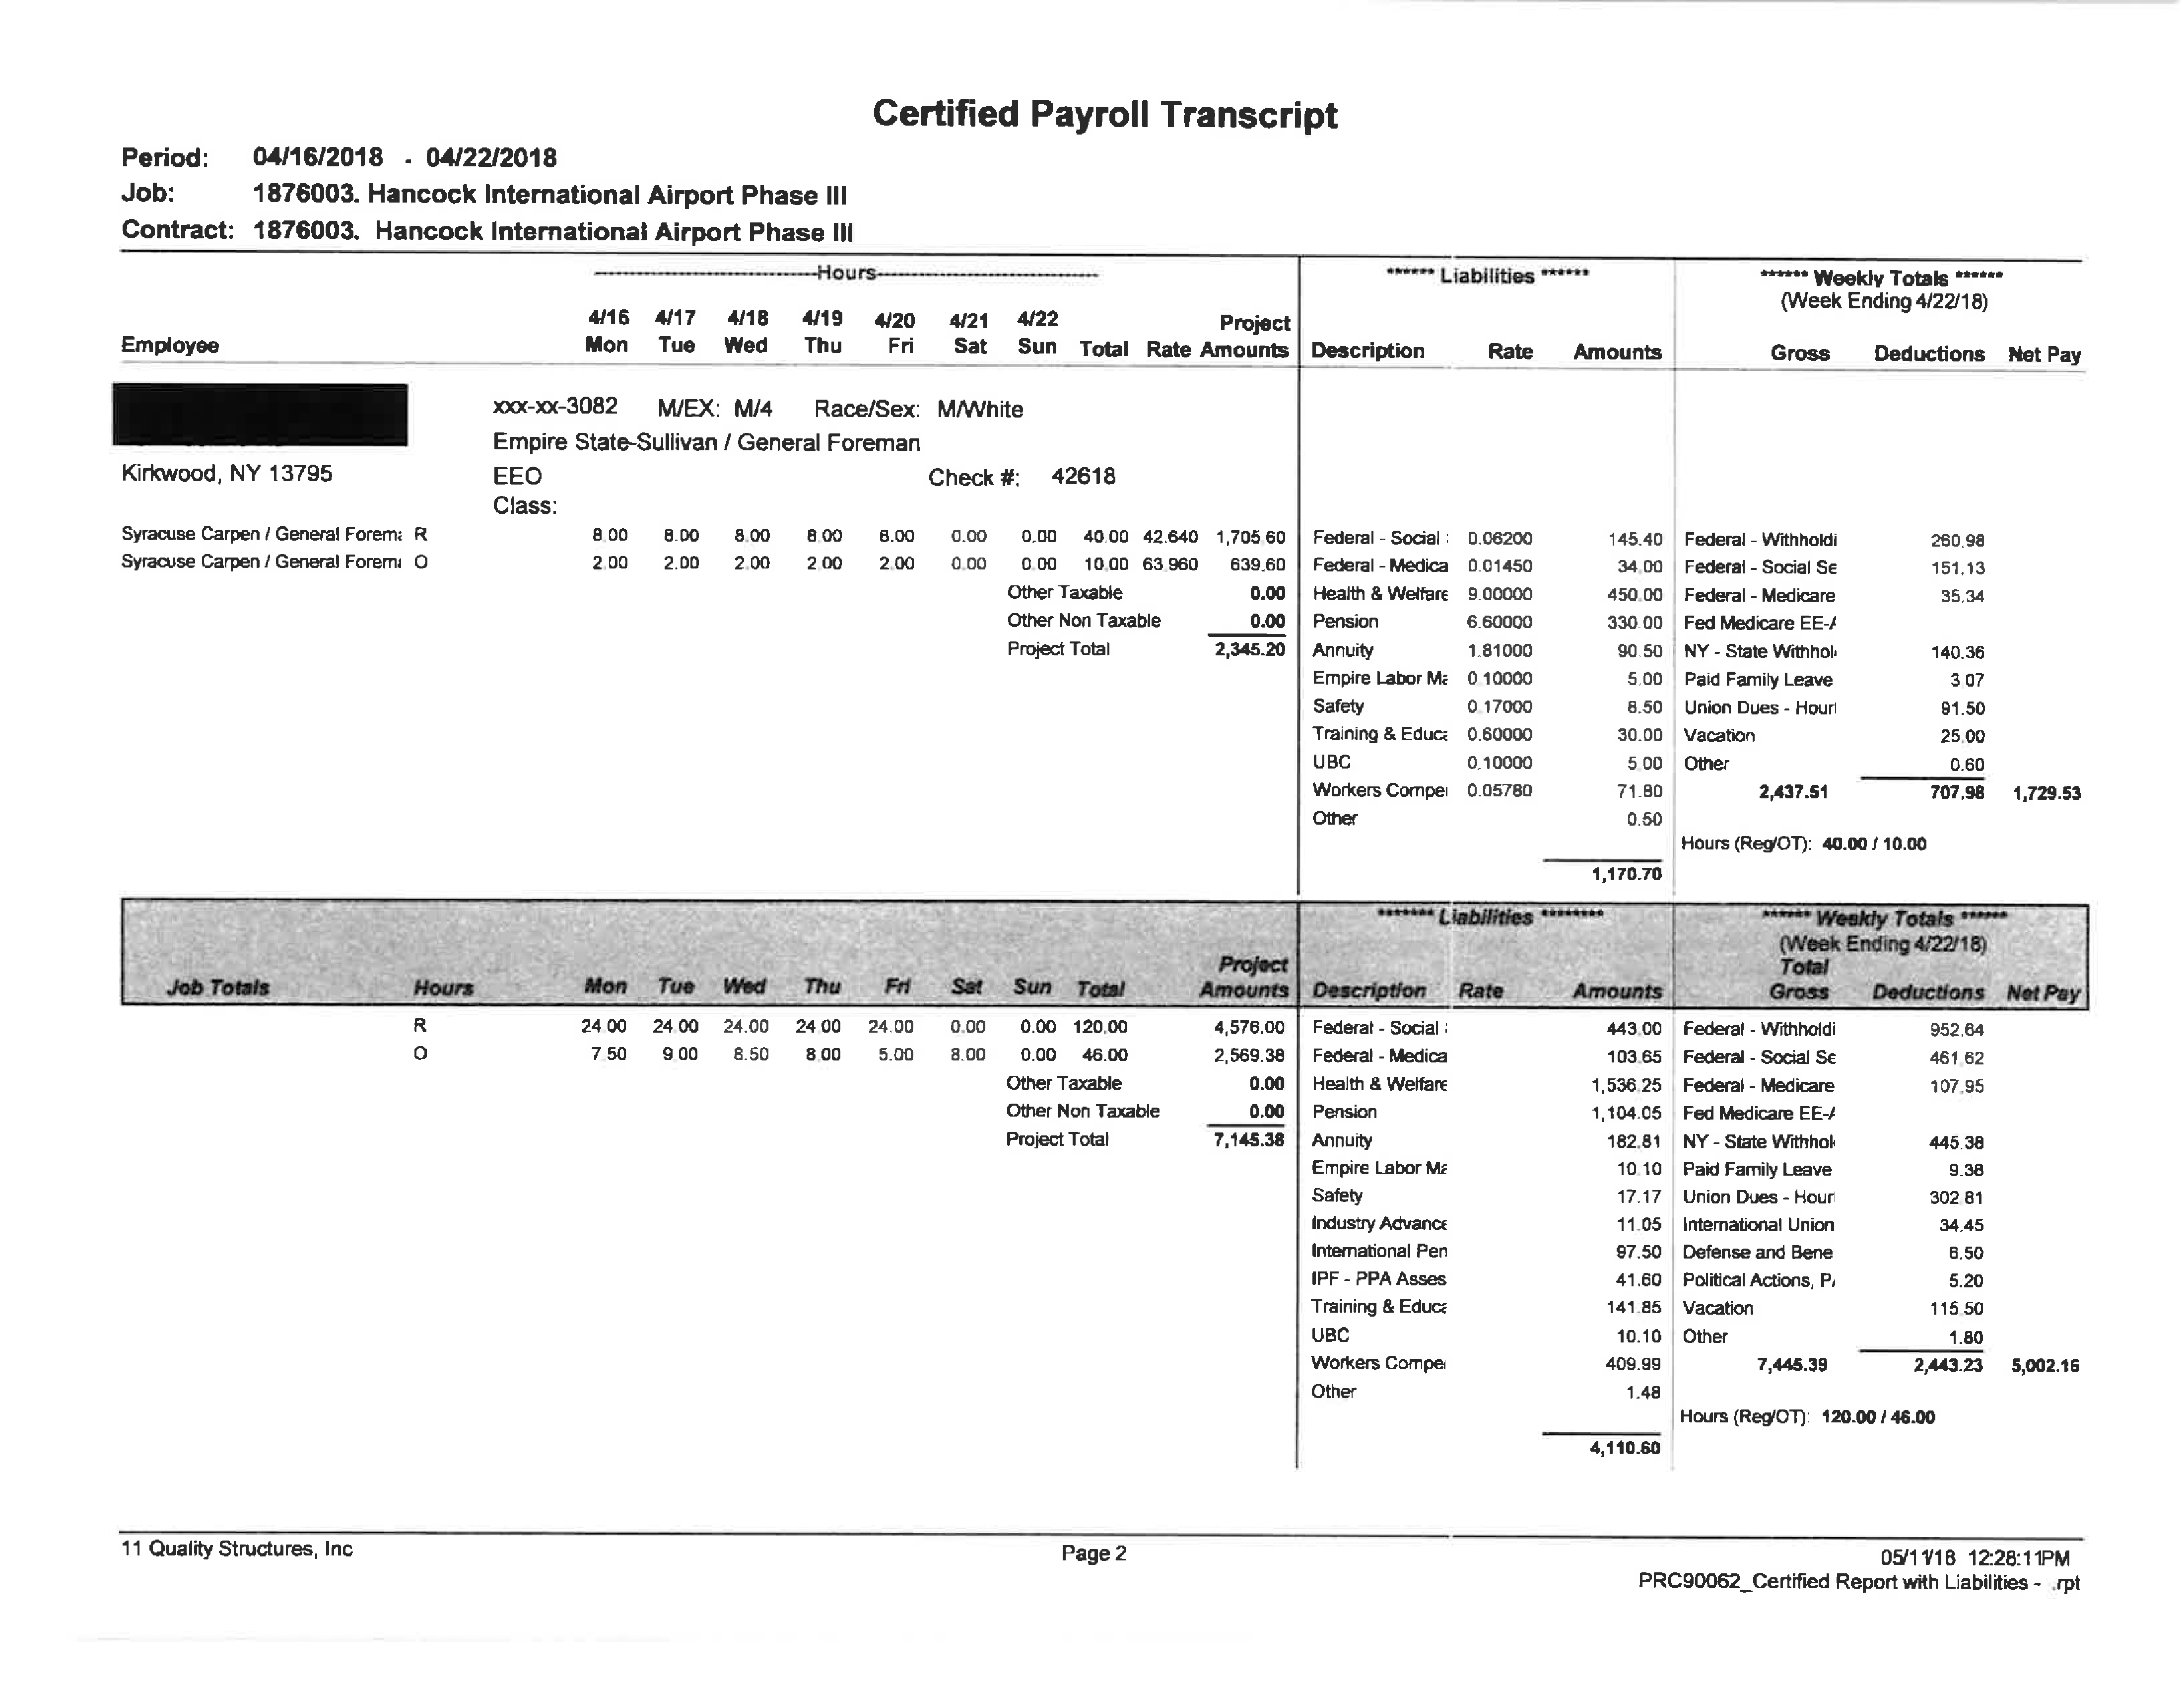 Certified Payroll Transcript
Period: 04/16/2018 - 04/22/2018
Job: 1876003. Hancock International Airport Phase III
Contract: 1876003. Hancock International Airport Phase III
Hours ****** Liabilities ****** ****** Weekly Totals ******
(Week Ending 4/22/18)
4/16 4/17 4/18 4/19 4/20 4/21 4/22 Project
Employee Mon Tue Wed Thu Fri Sat Sun Total Rate Amounts Description Rate Amounts Gross Deductions Net Pay
xxx-xx-3082 M/EX: M/4 Race/Sex: M/White
Empire State-Sullivan / General Foreman
Kirkwood, NY 13795 EEO Check #: 42618
Class:
Syracuse Carpen / General Forema R 8.00 8.00 8.00 8.00 8.00 0.00 0.00 40.00 42.640 1,705.60 Federal - Social : 0.06200 145.40 Federal - Withholdi 260.98
Syracuse Carpen / General Forema O 2.00 2.00 2.00 2.00 2.00 0.00 0.00 10.00 63.960 639.60 Federal - Medica 0.01450 34.00 Federal - Social Se 151.13
Other Taxable 0.00 Health & Welfare 9.00000 450.00 Federal - Medicare 35.34
Other Non Taxable 0.00 Pension 6.60000 330.00 Fed Medicare EE-A
Project Total 2,345.20 Annuity 1.81000 90.50 NY - State Withhol 140.36
Empire Labor Ma 0.10000 5.00 Paid Family Leave 3.07
Safety 0.17000 8.50 Union Dues - Hourl 91.50
Training & Educa 0.60000 30.00 Vacation 25.00
UBC 0.10000 5.00 Other 0.60
Workers Compei 0.05780 71.80 2,437.51 707.98 1,729.53
Other 0.50
Hours (Reg/OT): 40.00 / 10.00
1,170.70
******* Liabilities ******** ****** Weekly Totals ******
(Week Ending 4/22/18)
Project Total
Job Totals Hours Mon Tue Wed Thu Fri Sat Sun Total Amounts Description Rate Amounts Gross Deductions Net Pay
R 24.00 24.00 24.00 24.00 24.00 0.00 0.00 120.00 4,576.00 Federal - Social : 443.00 Federal - Withholdi 952.64
O 7.50 9.00 8.50 8.00 5.00 8.00 0.00 46.00 2,569.38 Federal - Medica 103.65 Federal - Social Se 461.62
Other Taxable 0.00 Health & Welfare 1,536.25 Federal - Medicare 107.95
Other Non Taxable 0.00 Pension 1,104.05 Fed Medicare EE-A
Project Total 7,145.38 Annuity 182.81 NY - State Withhol 445.38
Empire Labor Ma 10.10 Paid Family Leave 9.38
Safety 17.17 Union Dues - Hourl 302.81
Industry Advance 11.05 International Union 34.45
International Pen 97.50 Defense and Bene 6.50
IPF - PPA Asses 41.60 Political Actions, P 5.20
Training & Educa 141.85 Vacation 115.50
UBC 10.10 Other 1.80
Workers Compei 409.99 7,445.39 2,443.23 5,002.16
Other 1.48
Hours (Reg/OT): 120.00 / 46.00
4,110.60
11 Quality Structures, Inc Page 2 05/11/18 12:28:11PM
PRC90062_Certified Report with Liabilities - .rpt